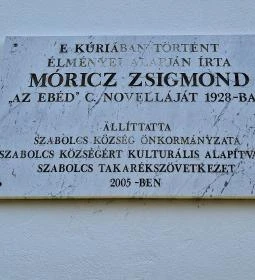 E KÚRIÁBAN TÖRTÉNT
ÉLMÉNYEI ALAPJÁN ÍRTA
MÓRICZ ZSIGMOND
"AZ EBÉD" C. NOVELLÁJÁT 1928-BA
ÁLLÍTTATTA
SZABOLCS KÖZSÉG ÖNKORMÁNYZATA
SZABOLCS KÖZSÉGÉRT KULTURÁLIS ALAPÍTV
SZABOLCS TAKARÉKSZÖVETKEZET
2005-BEN